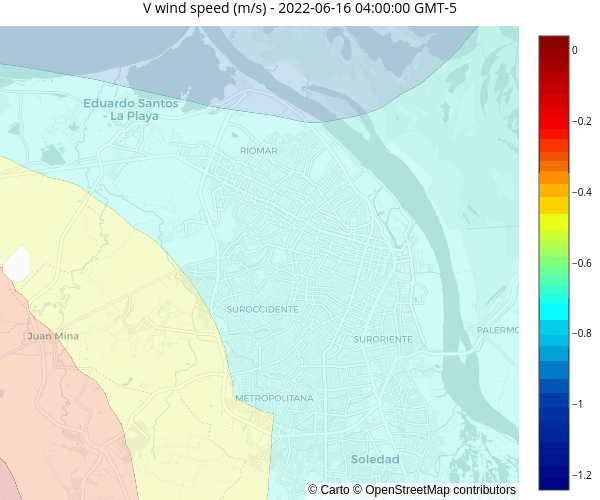 V wind speed (m/s) - 2022-06-16 04:00:00 GMT-5
Eduardo Santos
- La Playa
RIOMAR
SUROCCIDENTE
Juan Mina
SURORIENTE
PALERMO
METROPOLITANA
Soledad
© Carto © OpenStreetMap contributors
0
−0.2
−0.4
−0.6
−0.8
−1
−1.2